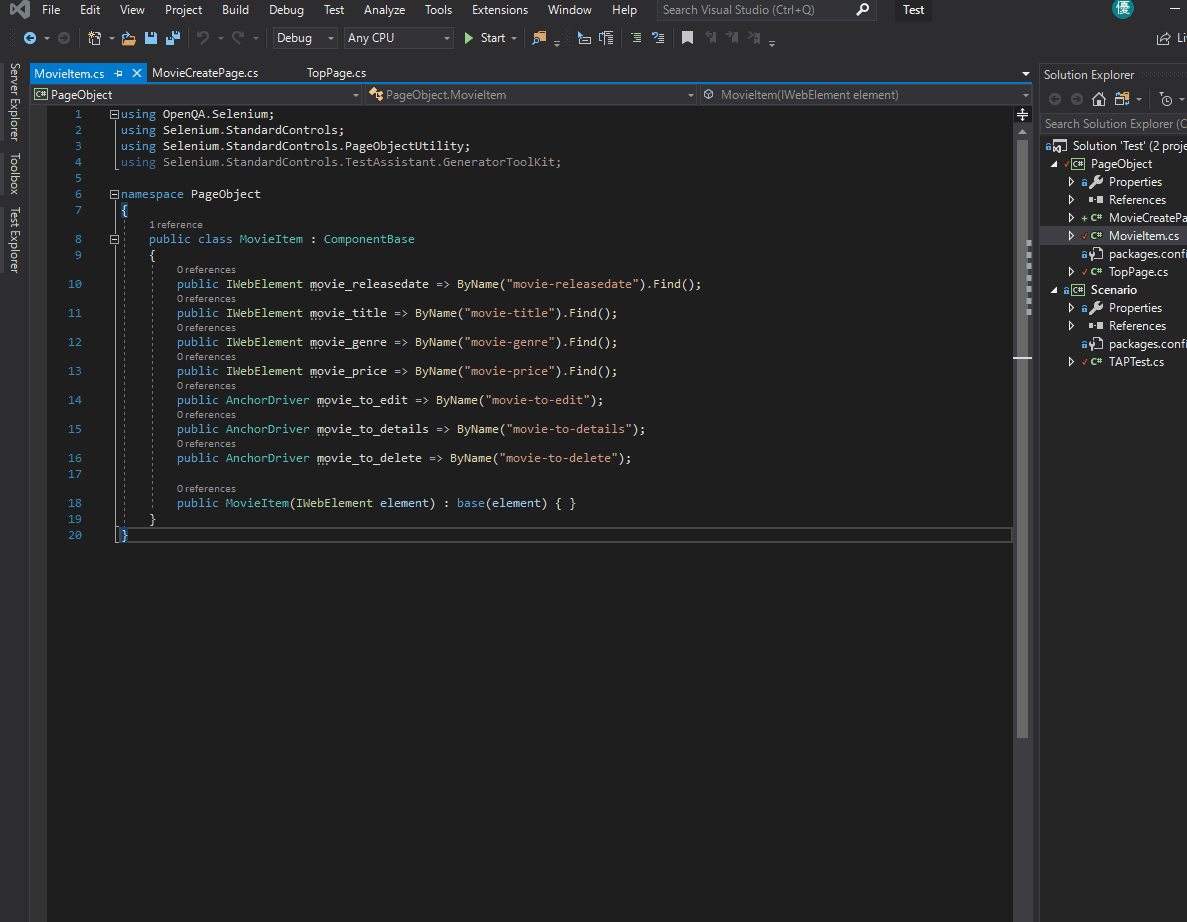 File Edit View Project Build Debug Test Analyze Tools Extensions Window Help Search Visual Studio (Ctrl+Q) Test 優
Debug Any CPU Start Li
Server Explorer
Toolbox
Test Explorer
MovieItem.cs MovieCreatePage.cs TopPage.cs
C# PageObject PageObject.MovieItem MovieItem(IWebElement element)
1 using OpenQA.Selenium;
2 using Selenium.StandardControls;
3 using Selenium.StandardControls.PageObjectUtility;
4 using Selenium.StandardControls.TestAssistant.GeneratorToolKit;
5
6 namespace PageObject
7 {
1 reference
8 public class MovieItem : ComponentBase
9 {
0 references
10 public IWebElement movie_releasedate => ByName("movie-releasedate").Find();
0 references
11 public IWebElement movie_title => ByName("movie-title").Find();
0 references
12 public IWebElement movie_genre => ByName("movie-genre").Find();
0 references
13 public IWebElement movie_price => ByName("movie-price").Find();
0 references
14 public AnchorDriver movie_to_edit => ByName("movie-to-edit");
0 references
15 public AnchorDriver movie_to_details => ByName("movie-to-details");
0 references
16 public AnchorDriver movie_to_delete => ByName("movie-to-delete");
17
0 references
18 public MovieItem(IWebElement element) : base(element) { }
19 }
20 }
Solution Explorer
Search Solution Explorer (C
Solution 'Test' (2 proje
C# PageObject
Properties
References
C# MovieCreatePa
C# MovieItem.cs
packages.confi
C# TopPage.cs
C# Scenario
Properties
References
packages.confi
C# TAPTest.cs